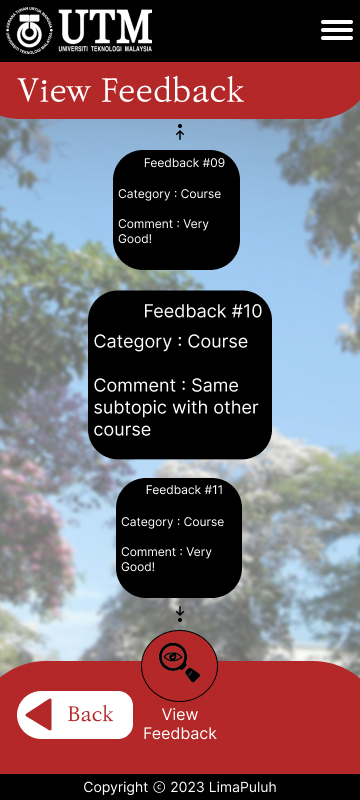 UTM
UNIVERSITI TEKNOLOGI MALAYSIA
View Feedback
Feedback #09
Category : Course
Comment : Very
Good!
Feedback #10
Category : Course
Comment : Same
subtopic with other
course
Feedback #11
Category : Course
Comment : Very
Good!
Back
View
Feedback
Copyright © 2023 LimaPuluh